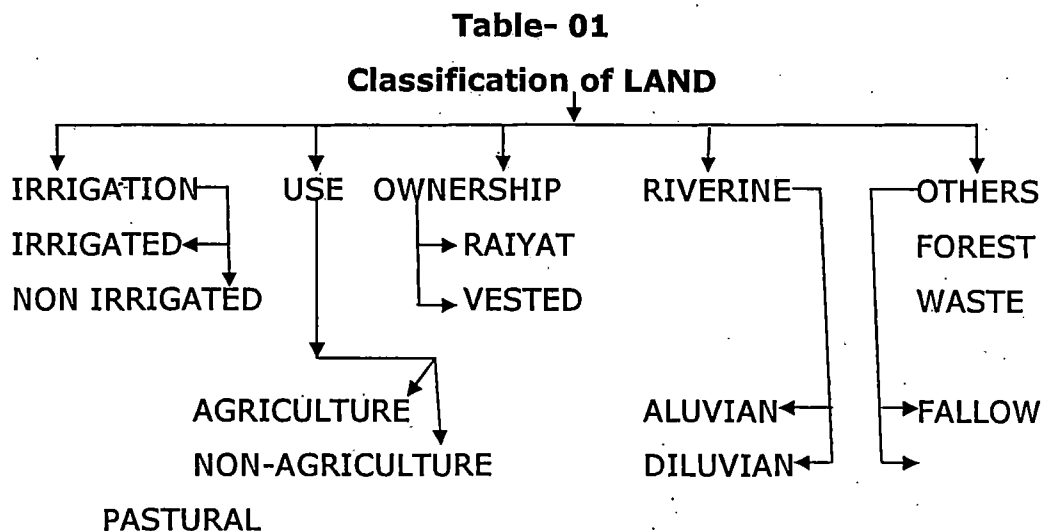 Table- 01
Classification of LAND
IRRIGATION USE OWNERSHIP RIVERINE OTHERS
IRRIGATED RAIYAT FOREST
NON IRRIGATED VESTED WASTE
AGRICULTURE ALUVIAN FALLOW
NON-AGRICULTURE DILUVIAN
PASTURAL